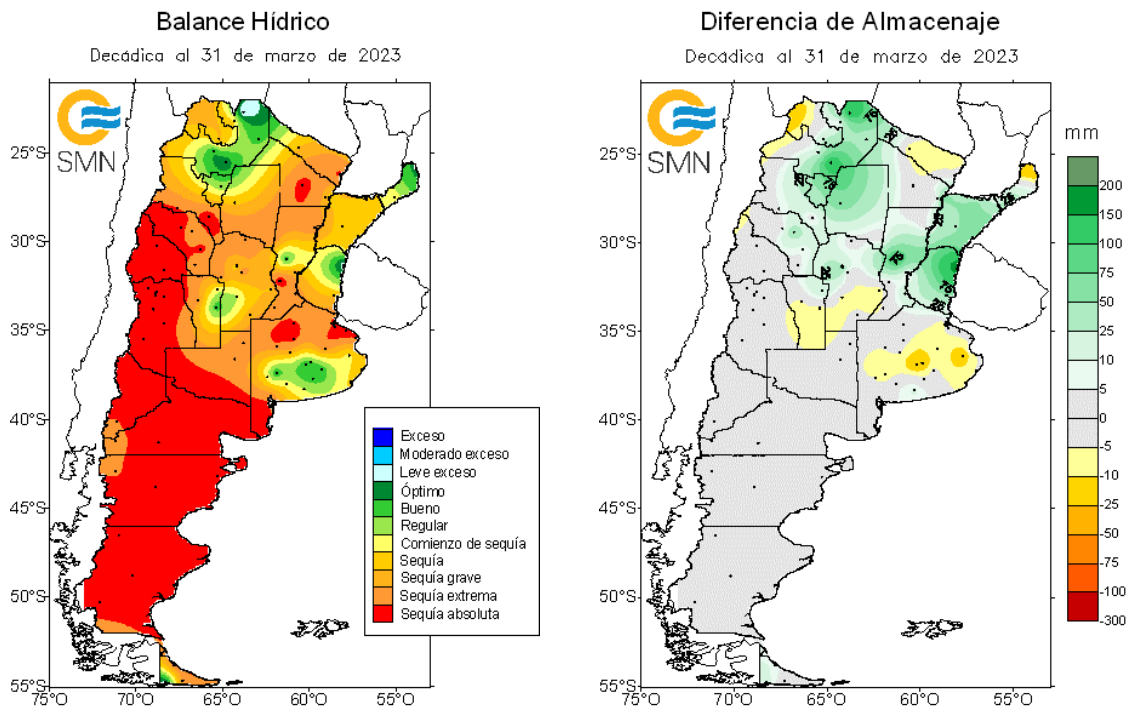 Balance Hídrico
Decádica al 31 de marzo de 2023
SMN
25°S
30°S
35°S
40°S
45°S
50°S
55°S
75°O
70°O
65°O
60°O
55°O
Exceso
Moderado exceso
Leve exceso
Óptimo
Bueno
Regular
Comienzo de sequía
Sequía
Sequía grave
Sequía extrema
Sequía absoluta
Diferencia de Almacenaje
Decádica al 31 de marzo de 2023
SMN
25°S
30°S
35°S
40°S
45°S
50°S
55°S
75°O
70°O
65°O
60°O
55°O
mm
200
150
100
75
50
25
10
5
0
-5
-10
-25
-50
-75
-100
-300